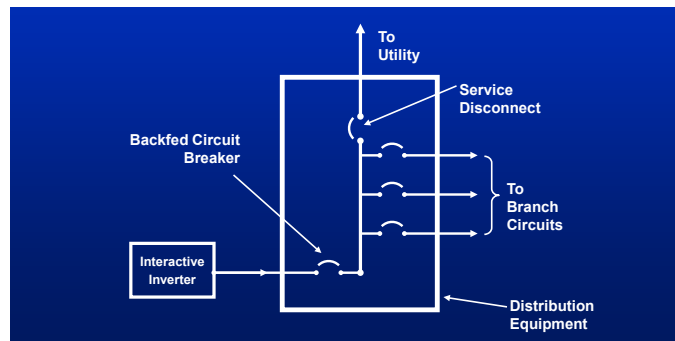 To
Utility
Service
Disconnect
Backfed Circuit
Breaker
To
Branch
Circuits
Interactive
Inverter
Distribution
Equipment